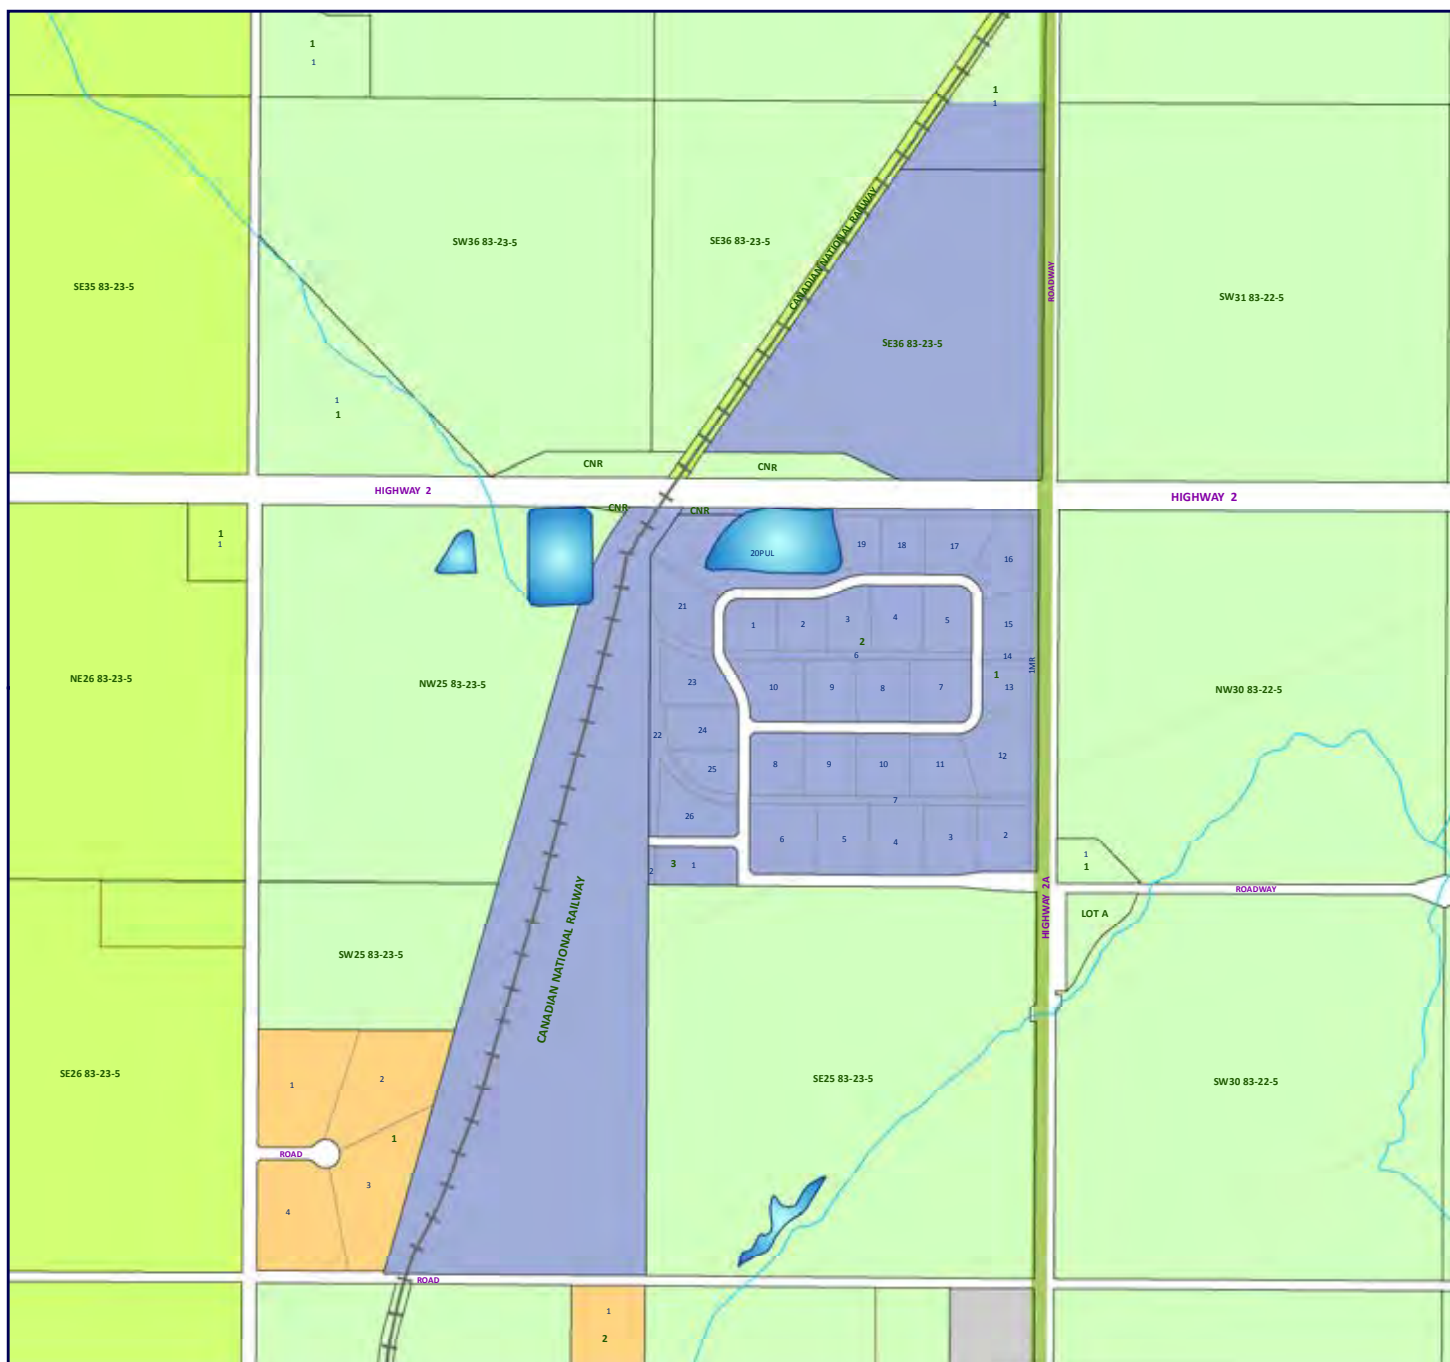 1
1
1
1
CANADIAN NATIONAL RAILWAY
SW36 83-23-5
SE36 83-23-5
ROADWAY
SE35 83-23-5
SW31 83-22-5
SE36 83-23-5
1
1
CNR
CNR
HIGHWAY 2
HIGHWAY 2
CNR
CNR
1
1
20PUL
19
18
17
16
21
1
2
3
4
5
15
2
6
14
1MR
NE26 83-23-5
NW25 83-23-5
23
10
9
8
7
1
13
NW30 83-22-5
22
24
12
25
8
9
10
11
7
26
6
5
4
3
2
2
3
1
1
1
ROADWAY
HIGHWAY 2A
LOT A
CANADIAN NATIONAL RAILWAY
SW25 83-23-5
SE26 83-23-5
1
2
SE25 83-23-5
SW30 83-22-5
1
ROAD
3
4
ROAD
1
2